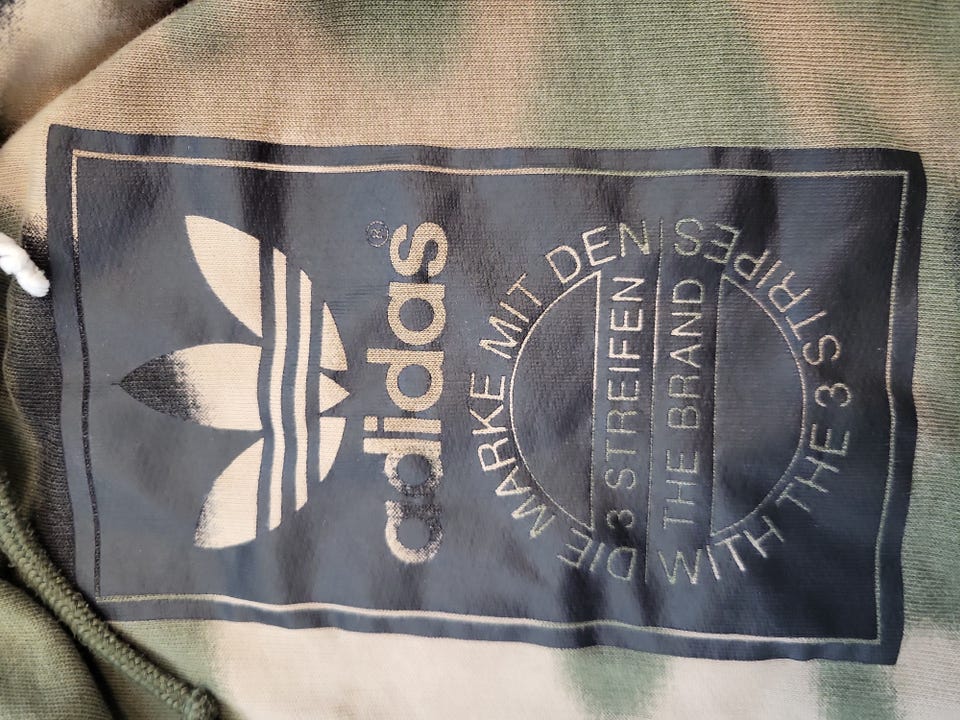 adidas®
DIE MARKE MIT DEN
3 STREIFEN
THE BRAND
WITH THE 3 STRIPES